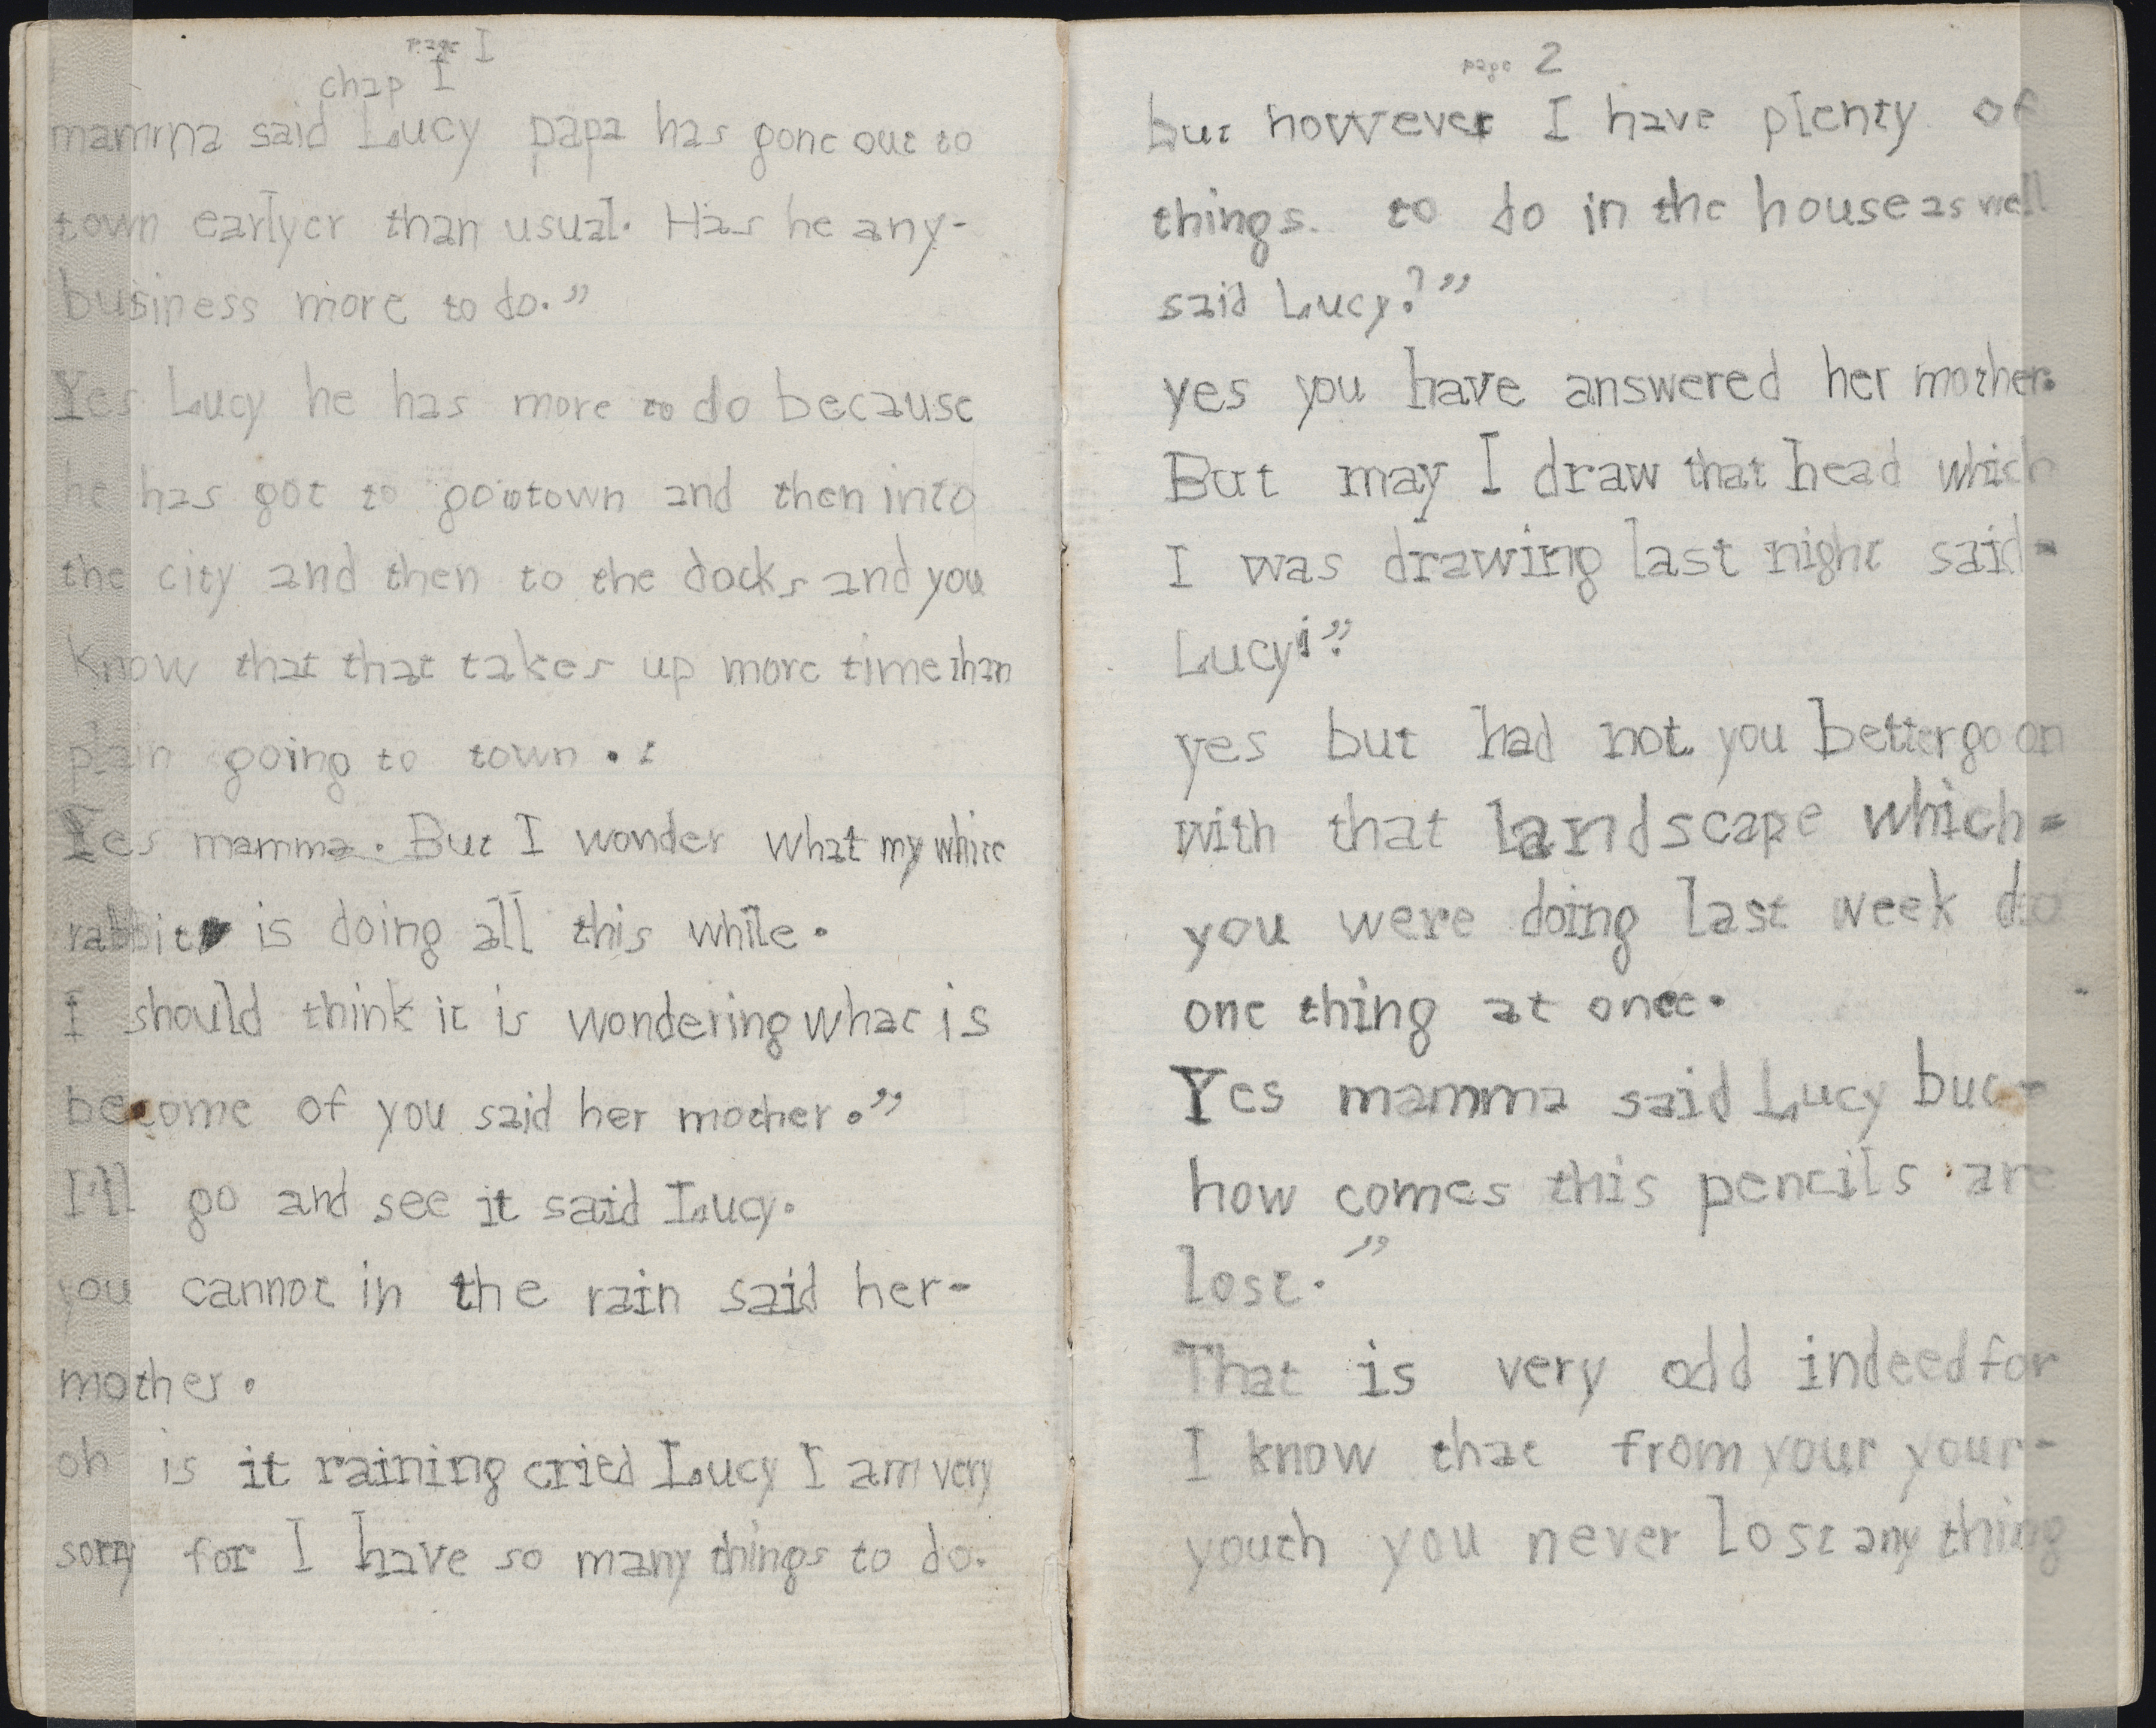 page I
chap I
mamma said Lucy papa has gone out to
town earlyer than usual. Has he any-
business more to do."
Yes Lucy he has more to do because
he has got to go to town and then into
the city and then to the docks and you
know that that takes up more time than
plain going to town.
Yes mamma. But I wonder what my white
rabbit is doing all this while.
I should think it is wondering what is
become of you said her mother."
I'll go and see it said Lucy.
you cannot in the rain said her-
mother.
oh is it raining cried Lucy I am very
sorry for I have so many things to do.
page 2
but however I have plenty of
things. to do in the house as well
said Lucy?"
yes you have answered her mother.
But may I draw that head which
I was drawing last night said-
Lucy"
yes but had not you better go on
with that landscape which-
you were doing last week do
one thing at once.
Yes mamma said Lucy but-
how comes this pencils are
lost."
That is very odd indeed for
I know that from your your-
youth you never lost any thing